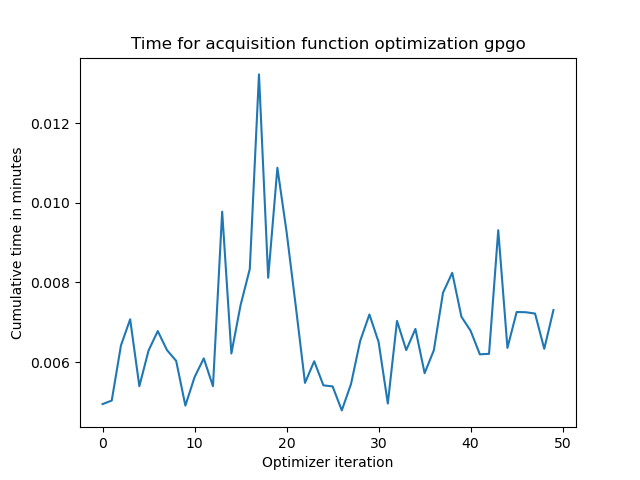 Time for acquisition function optimization gpgo
Cumulative time in minutes
0.012
0.010
0.008
0.006
0 10 20 30 40 50
Optimizer iteration